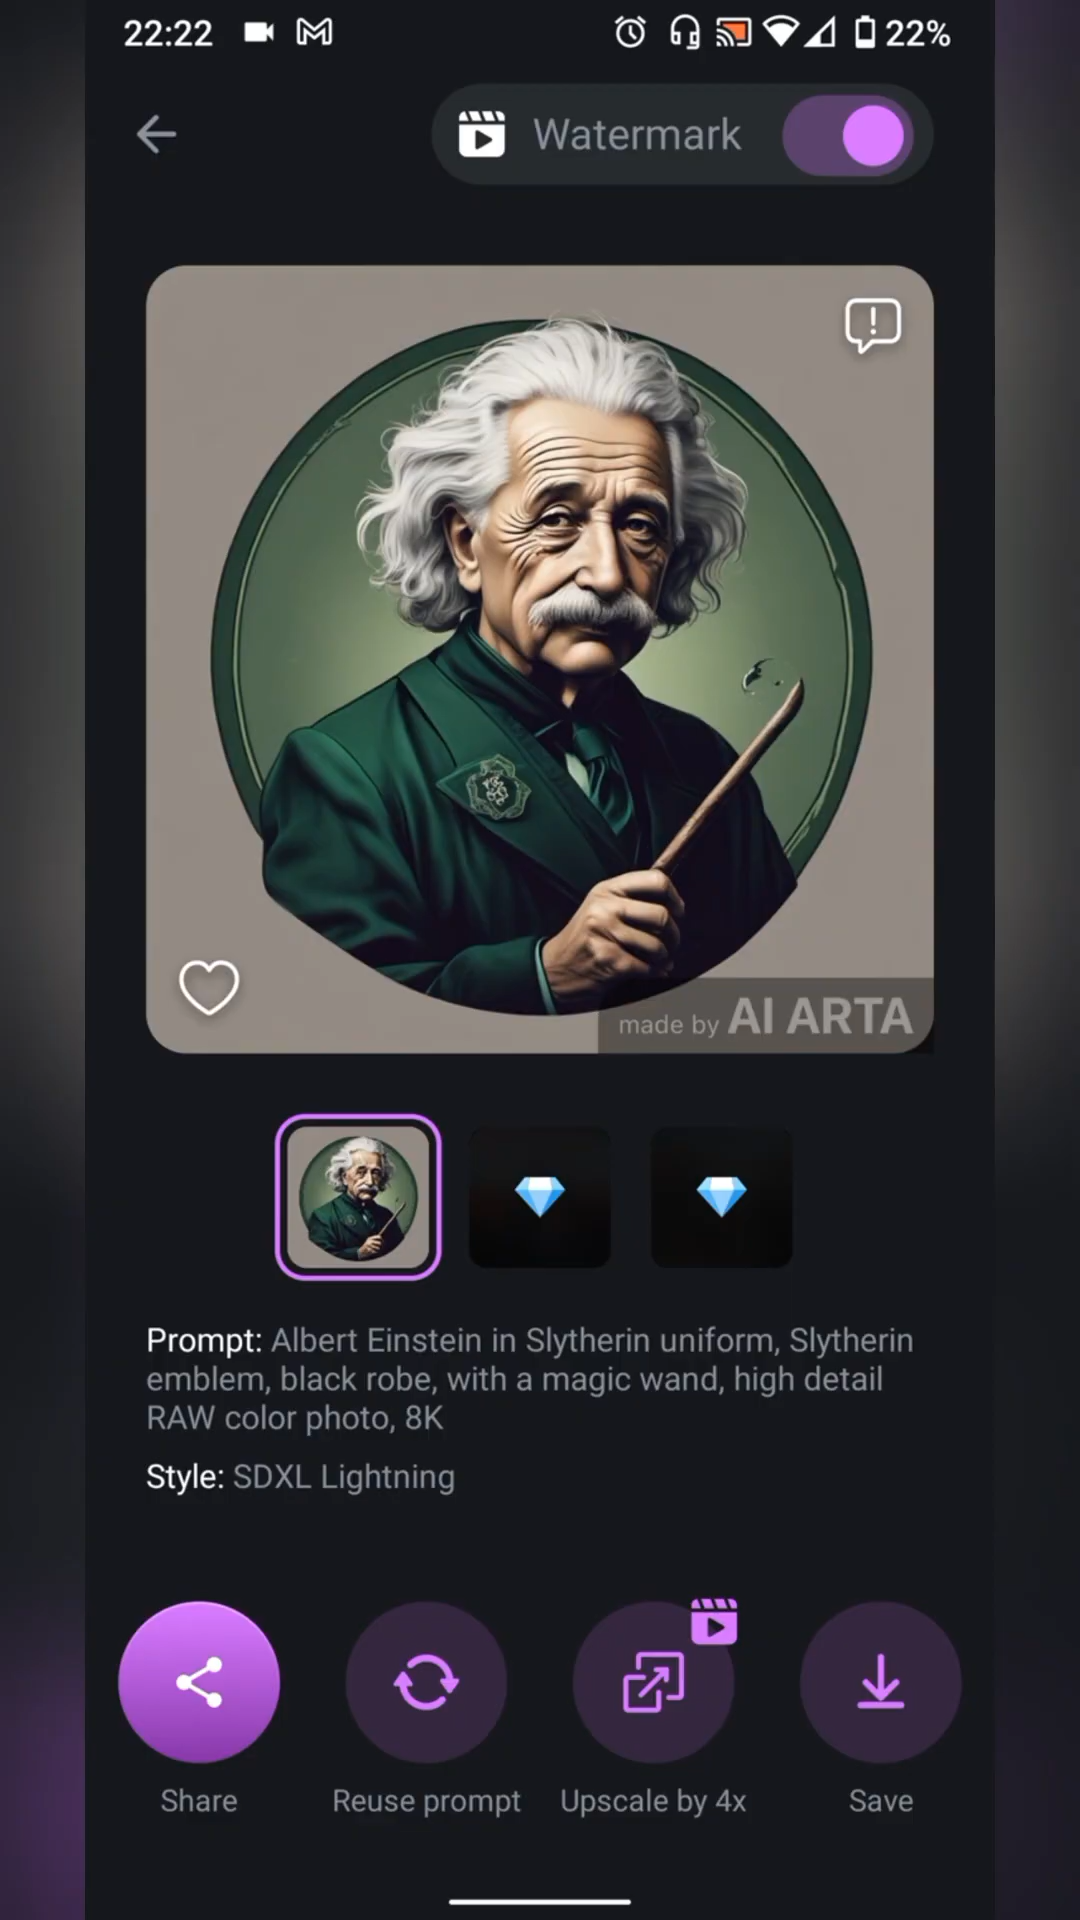 22:22
22%
Watermark
made by AI ARTA
Prompt: Albert Einstein in Slytherin uniform, Slytherin
emblem, black robe, with a magic wand, high detail
RAW color photo, 8K
Style: SDXL Lightning
Share
Reuse prompt
Upscale by 4x
Save